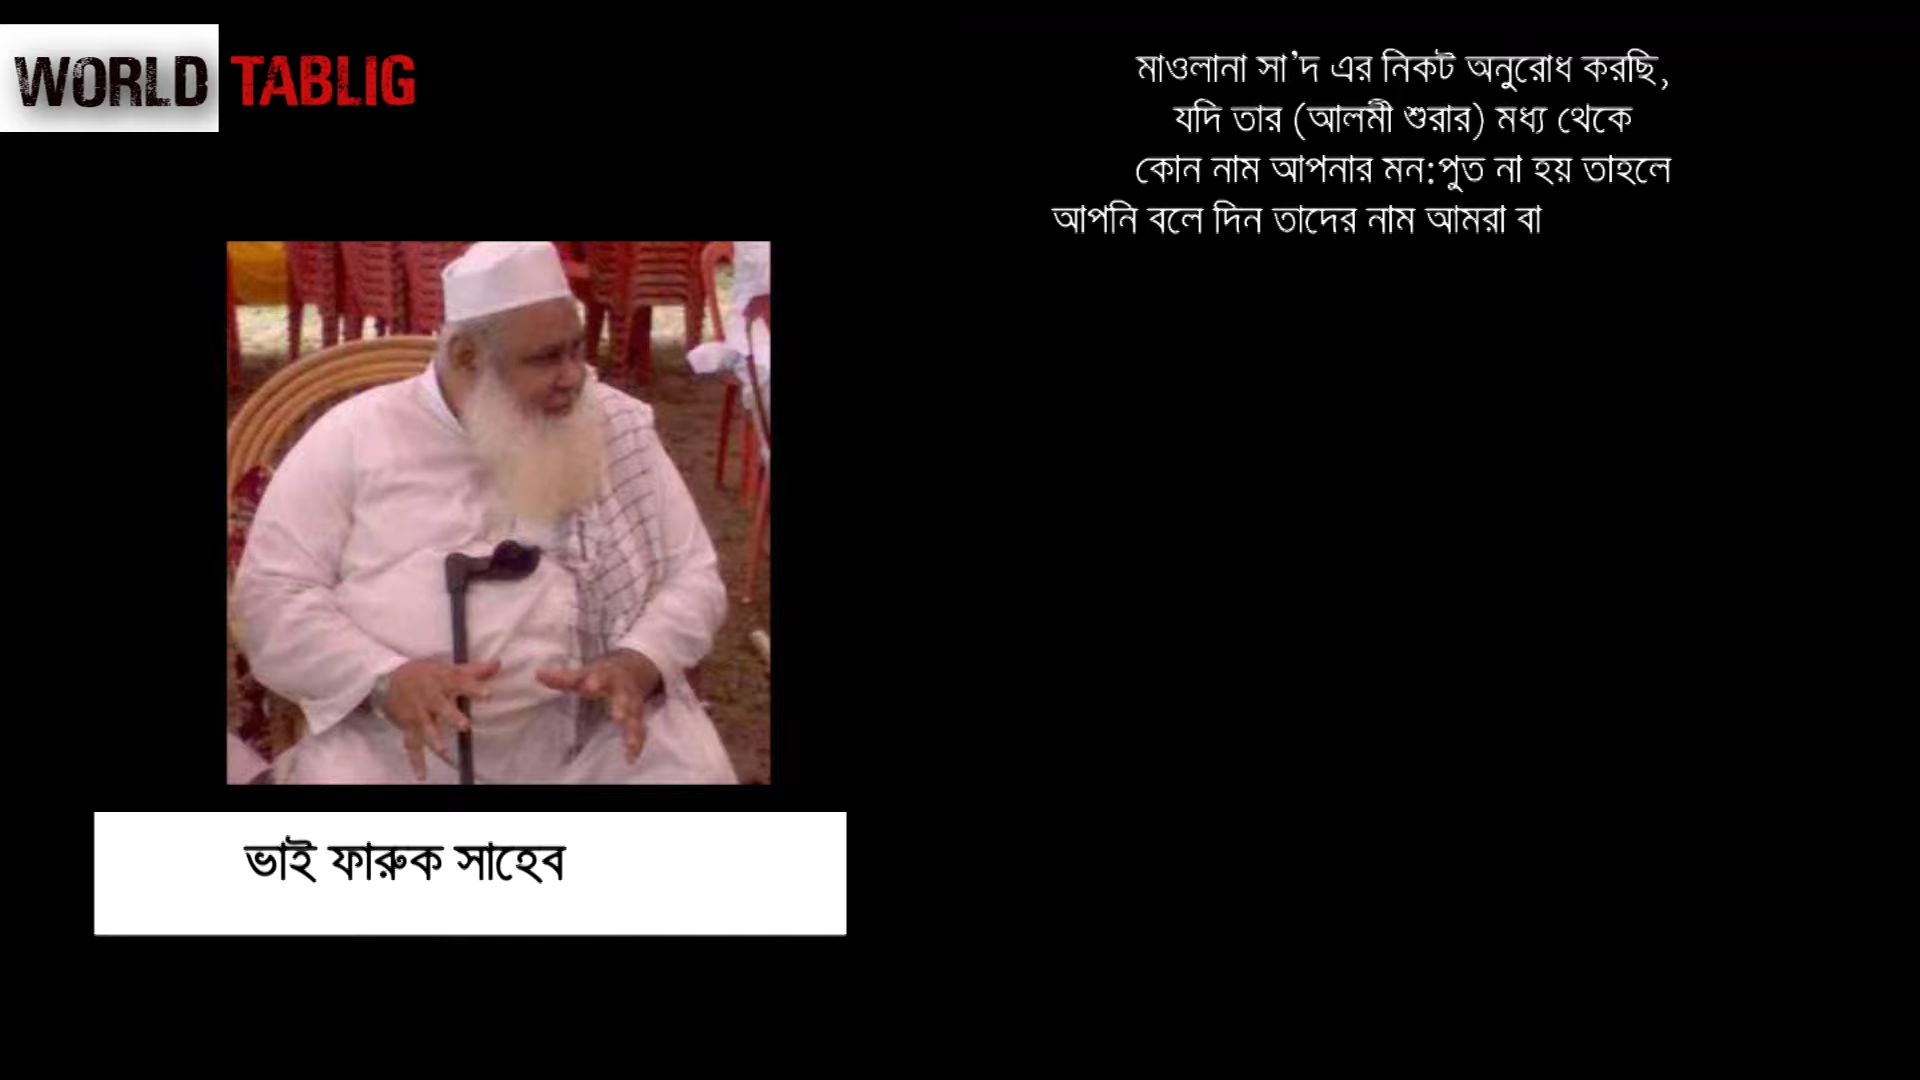 WORLD TABLIG
মাওলানা সা’দ এর নিকট অনুরোধ করছি,
যদি তার (আলমী শুরার) মধ্য থেকে
কোন নাম আপনার মন:পুত না হয় তাহলে
আপনি বলে দিন তাদের নাম আমরা বা
ভাই ফারুক সাহেব